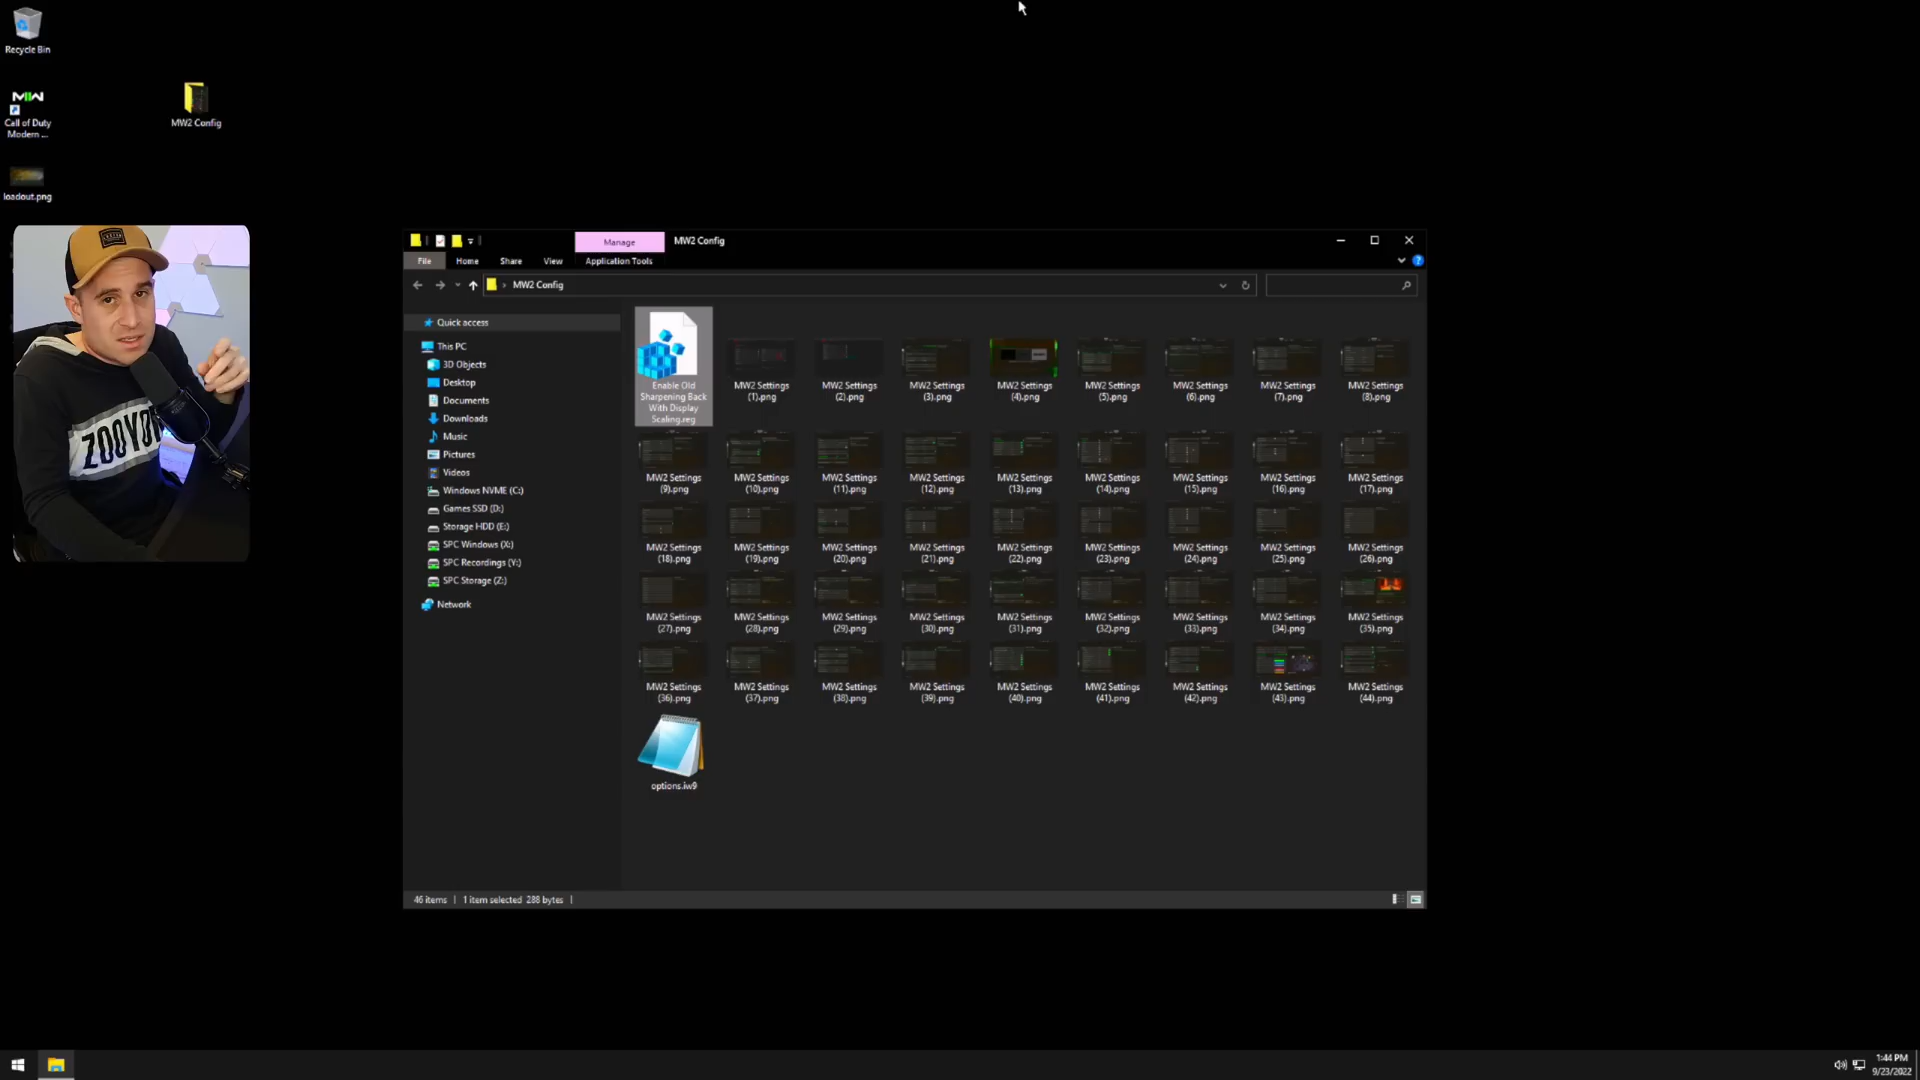 Recycle Bin
MWII
Call of Duty
Modern ...
MW2 Config
loadout.png
ZOOYO
Manage
MW2 Config
File
Home
Share
View
Application Tools
MW2 Config
Quick access
This PC
3D Objects
Desktop
Documents
Downloads
Music
Pictures
Videos
Windows NVME (C:)
Games SSD (D:)
Storage HDD (E:)
SPC Windows (X:)
SPC Recordings (Y:)
SPC Storage (Z:)
Network
Enable Old
Sharpening Back
With Display
Scaling.reg
MW2 Settings
(1).png
MW2 Settings
(2).png
MW2 Settings
(3).png
MW2 Settings
(4).png
MW2 Settings
(5).png
MW2 Settings
(6).png
MW2 Settings
(7).png
MW2 Settings
(8).png
MW2 Settings
(9).png
MW2 Settings
(10).png
MW2 Settings
(11).png
MW2 Settings
(12).png
MW2 Settings
(13).png
MW2 Settings
(14).png
MW2 Settings
(15).png
MW2 Settings
(16).png
MW2 Settings
(17).png
MW2 Settings
(18).png
MW2 Settings
(19).png
MW2 Settings
(20).png
MW2 Settings
(21).png
MW2 Settings
(22).png
MW2 Settings
(23).png
MW2 Settings
(24).png
MW2 Settings
(25).png
MW2 Settings
(26).png
MW2 Settings
(27).png
MW2 Settings
(28).png
MW2 Settings
(29).png
MW2 Settings
(30).png
MW2 Settings
(31).png
MW2 Settings
(32).png
MW2 Settings
(33).png
MW2 Settings
(34).png
MW2 Settings
(35).png
MW2 Settings
(36).png
MW2 Settings
(37).png
MW2 Settings
(38).png
MW2 Settings
(39).png
MW2 Settings
(40).png
MW2 Settings
(41).png
MW2 Settings
(42).png
MW2 Settings
(43).png
MW2 Settings
(44).png
options.iw9
46 items
1 item selected 288 bytes
1:44 PM
9/23/2022